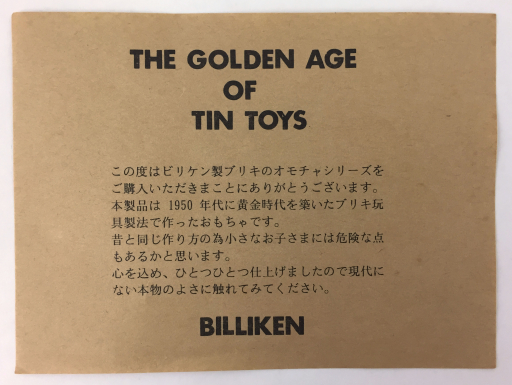 THE GOLDEN AGE
OF
TIN TOYS
この度はビリケン製ブリキのオモチャシリーズを
ご購入いただきまことにありがとうございます。
本製品は 1950 年代に黄金時代を築いたブリキ玩
具製法で作ったおもちゃです。
昔と同じ作り方の為小さなお子さまには危険な点
もあるかと思います。
心を込め、ひとつひとつ仕上げましたので現代に
ない本物のよさに触れてみてください。
BILLIKEN